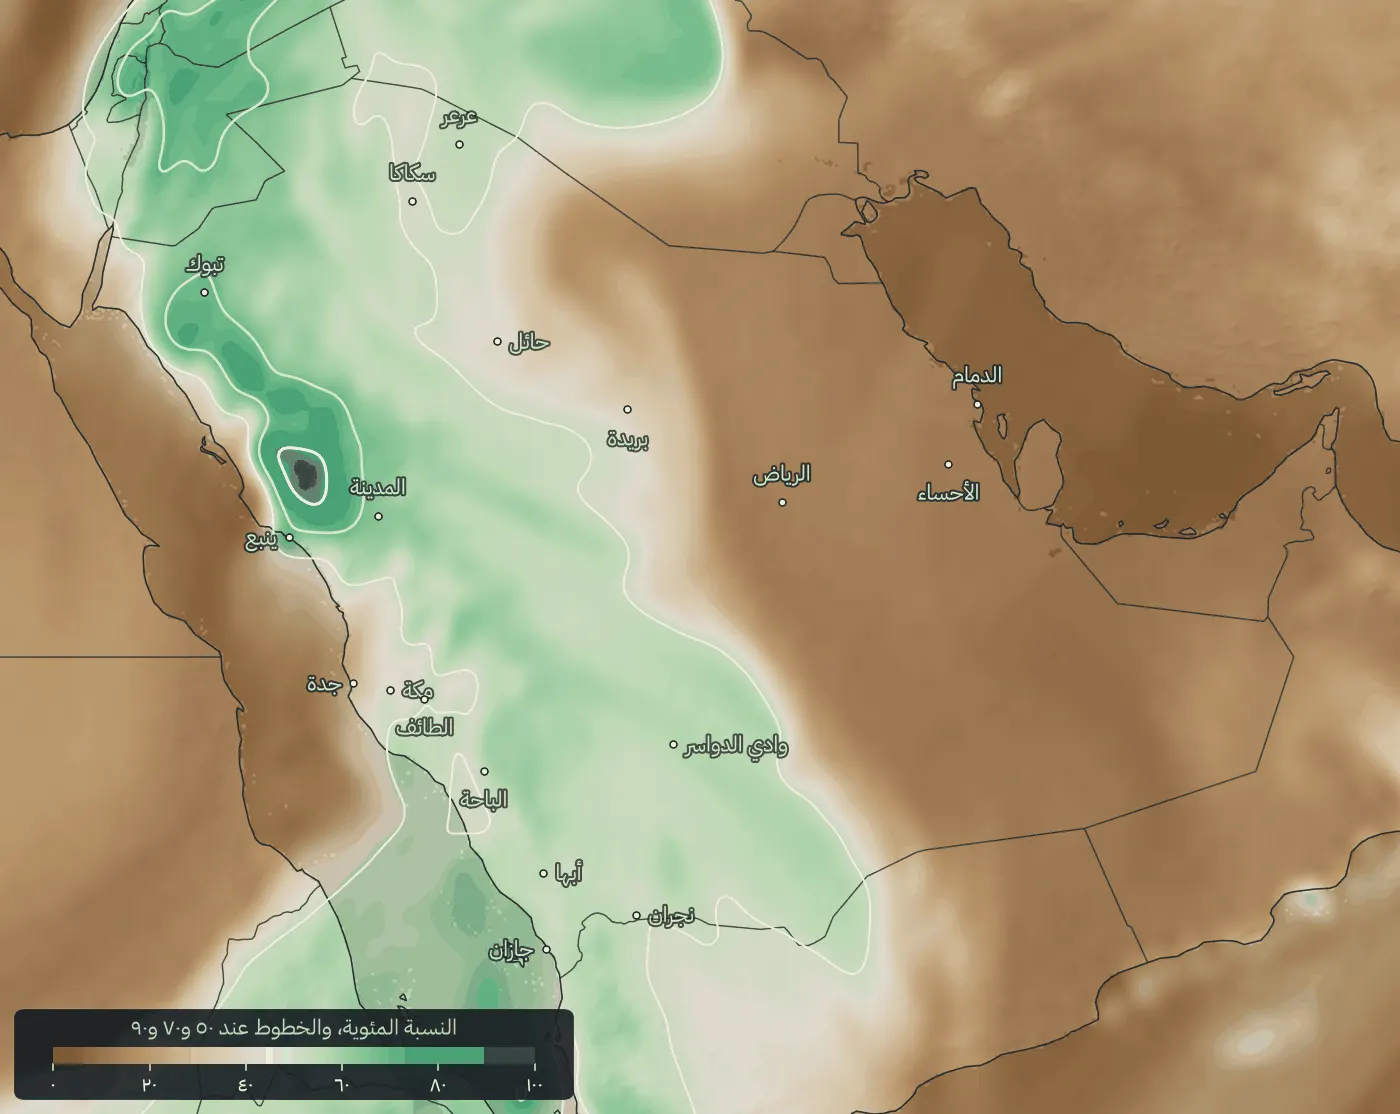 عرعر
سكاكا
تبوك
حائل
الدمام
بريدة
الرياض
الأحساء
المدينة
ينبع
جدة
مكة
الطائف
وادي الدواسر
الباحة
أبها
نجران
جازان
النسبة المئوية، والخطوط عند ٥٠ و٧٠ و٩٠
٠ ٢٠ ٤٠ ٦٠ ٨٠ ١٠٠